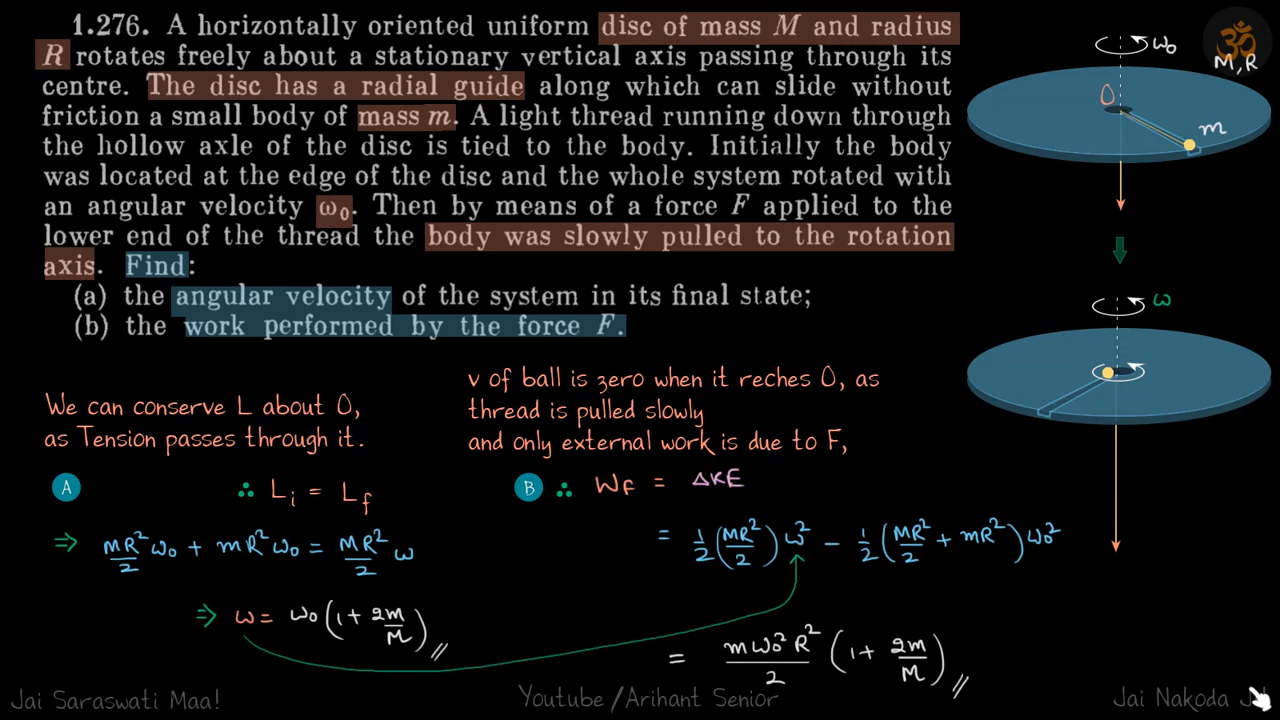 1.276. A horizontally oriented uniform disc of mass M and radius
R rotates freely about a stationary vertical axis passing through its
centre. The disc has a radial guide along which can slide without
friction a small body of mass m. A light thread running down through
the hollow axle of the disc is tied to the body. Initially the body
was located at the edge of the disc and the whole system rotated with
an angular velocity ω₀. Then by means of a force F applied to the
lower end of the thread the body was slowly pulled to the rotation
axis. Find:
(a) the angular velocity of the system in its final state;
(b) the work performed by the force F.
ω₀
ॐ
M, R
O
m
ω
We can conserve L about O,
as Tension passes through it.
A
∴ Lᵢ = L_f
⇒ MR²/2 ω₀ + mR²ω₀ = MR²/2 ω
⇒ ω = ω₀ (1 + 2m/M) //
v of ball is zero when it reches O, as
thread is pulled slowly
and only external work is due to F,
B ∴ W_F = ΔKE
= 1/2 (MR²/2) ω² − 1/2 (MR²/2 + mR²) ω₀²
= mω₀²R²/2 (1 + 2m/M) //
Jai Saraswati Maa!
Youtube /Arihant Senior
Jai Nakoda